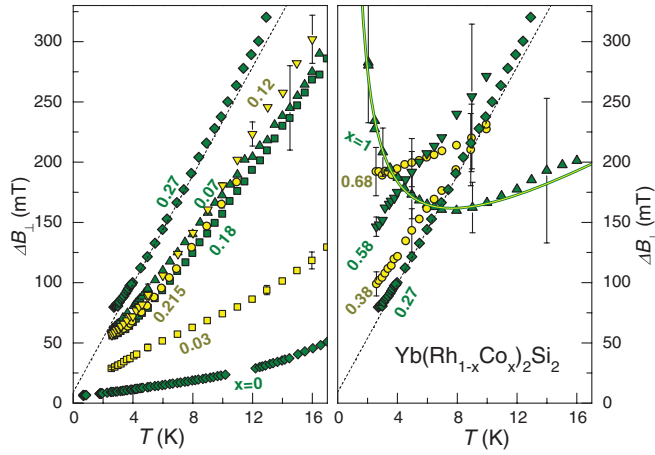 300
250
200
150
100
50
0
ΔB⊥ (mT)
0.27
0.12
0.07
0.18
0.215
0.03
x=0
0 4 8 12 16
T (K)
300
250
200
150
100
50
0
ΔB⊥ (mT)
x=1
0.68
0.58
0.38
0.27
Yb(Rh1-xCox)2Si2
0 4 8 12 16
T (K)